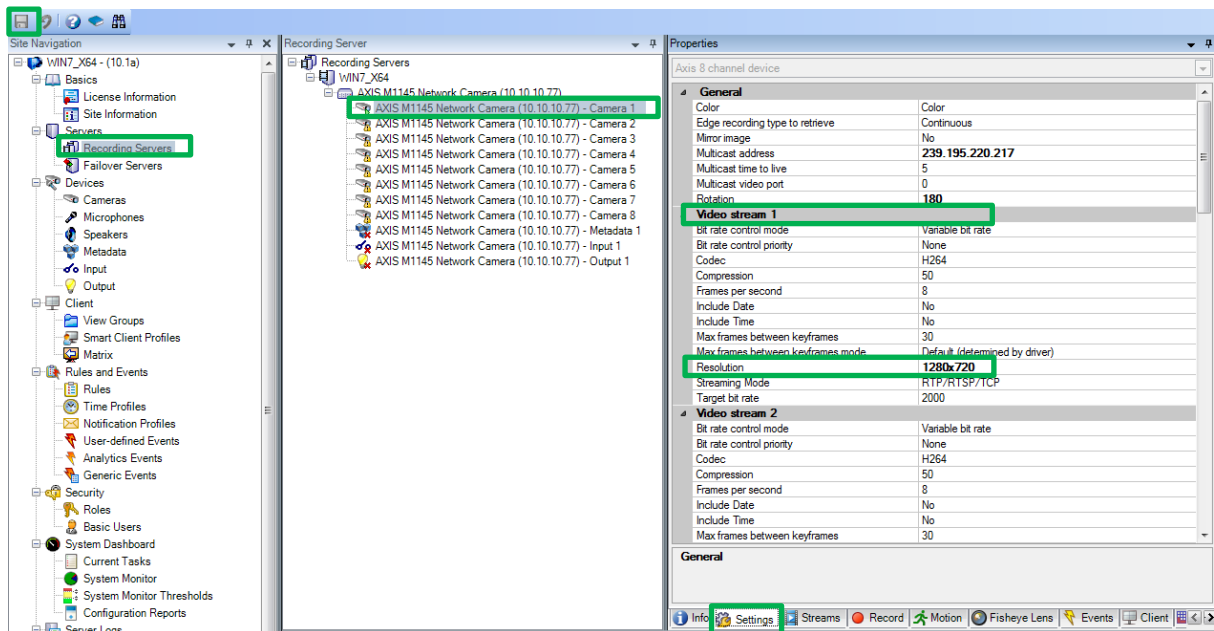 Site Navigation
WIN7_X64 - (10.1a)
Basics
License Information
Site Information
Servers
Recording Servers
Failover Servers
Devices
Cameras
Microphones
Speakers
Metadata
Input
Output
Client
View Groups
Smart Client Profiles
Matrix
Rules and Events
Rules
Time Profiles
Notification Profiles
User-defined Events
Analytics Events
Generic Events
Security
Roles
Basic Users
System Dashboard
Current Tasks
System Monitor
System Monitor Thresholds
Configuration Reports
Server Logs
Recording Server
Recording Servers
WIN7_X64
AXIS M1145 Network Camera (10.10.10.77)
AXIS M1145 Network Camera (10.10.10.77) - Camera 1
AXIS M1145 Network Camera (10.10.10.77) - Camera 2
AXIS M1145 Network Camera (10.10.10.77) - Camera 3
AXIS M1145 Network Camera (10.10.10.77) - Camera 4
AXIS M1145 Network Camera (10.10.10.77) - Camera 5
AXIS M1145 Network Camera (10.10.10.77) - Camera 6
AXIS M1145 Network Camera (10.10.10.77) - Camera 7
AXIS M1145 Network Camera (10.10.10.77) - Camera 8
AXIS M1145 Network Camera (10.10.10.77) - Metadata 1
AXIS M1145 Network Camera (10.10.10.77) - Input 1
AXIS M1145 Network Camera (10.10.10.77) - Output 1
Properties
Axis 8 channel device
General
Color Color
Edge recording type to retrieve Continuous
Mirror image No
Multicast address 239.195.220.217
Multicast time to live 5
Multicast video port 0
Rotation 180
Video stream 1
Bit rate control mode Variable bit rate
Bit rate control priority None
Codec H264
Compression 50
Frames per second 8
Include Date No
Include Time No
Max frames between keyframes 30
Max frames between keyframes mode Default (determined by driver)
Resolution 1280x720
Streaming Mode RTP/RTSP/TCP
Target bit rate 2000
Video stream 2
Bit rate control mode Variable bit rate
Bit rate control priority None
Codec H264
Compression 50
Frames per second 8
Include Date No
Include Time No
Max frames between keyframes 30
General
Info Settings Streams Record Motion Fisheye Lens Events Client